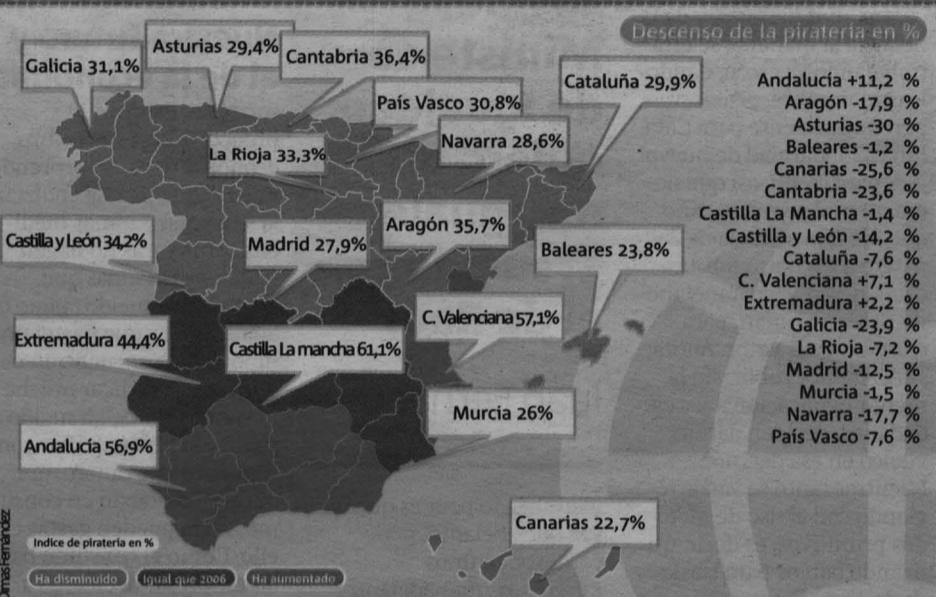 Descenso de la piratería en %
Galicia 31,1%
Asturias 29,4%
Cantabria 36,4%
País Vasco 30,8%
Cataluña 29,9%
La Rioja 33,3%
Navarra 28,6%
Castilla y León 34,2%
Madrid 27,9%
Aragón 35,7%
Baleares 23,8%
Extremadura 44,4%
Castilla La mancha 61,1%
C. Valenciana 57,1%
Murcia 26%
Andalucía 56,9%
Canarias 22,7%
Andalucía +11,2 %
Aragón -17,9 %
Asturias -30 %
Baleares -1,2 %
Canarias -25,6 %
Cantabria -23,6 %
Castilla La Mancha -1,4 %
Castilla y León -14,2 %
Cataluña -7,6 %
C. Valenciana +7,1 %
Extremadura +2,2 %
Galicia -23,9 %
La Rioja -7,2 %
Madrid -12,5 %
Murcia -1,5 %
Navarra -17,7 %
País Vasco -7,6 %
Indice de piratería en %
Ha disminuido
Igual que 2006
Ha aumentado
Dimas Fernández